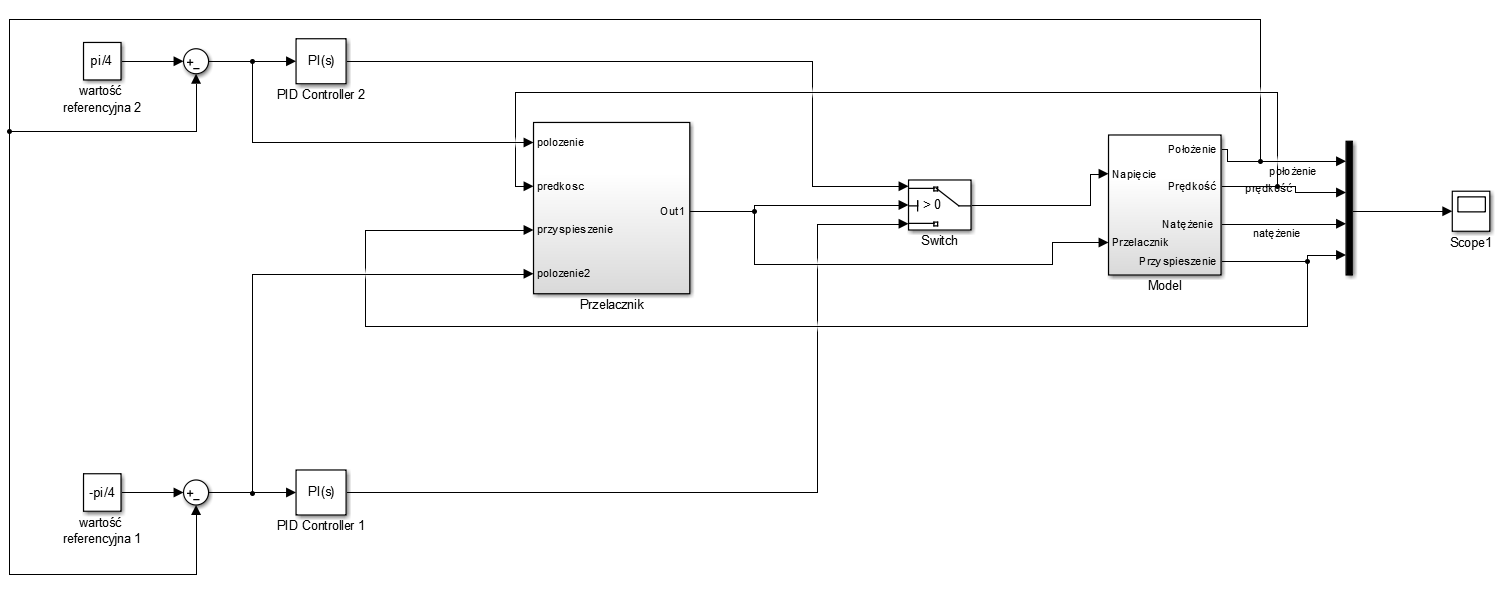 pi/4
+
−
PI(s)
wartość
referencyjna 2
PID Controller 2
polozenie
predkosc
przyspieszenie
polozenie2
Out1
Przelacznik
> 0
Switch
Napięcie
Przelacznik
Położenie
Prędkość
Natężenie
Przyspieszenie
Model
położenie
prędkość
natężenie
Scope1
-pi/4
+
−
PI(s)
wartość
referencyjna 1
PID Controller 1